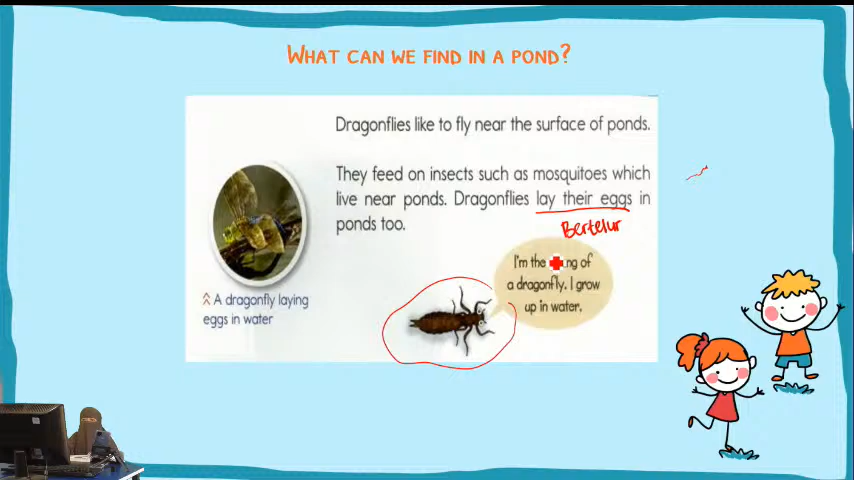 WHAT CAN WE FIND IN A POND?
Dragonflies like to fly near the surface of ponds.
They feed on insects such as mosquitoes which
live near ponds. Dragonflies lay their eggs in
ponds too.
Bertelur
I'm the ng of
a dragonfly. I grow
up in water.
A dragonfly laying
eggs in water